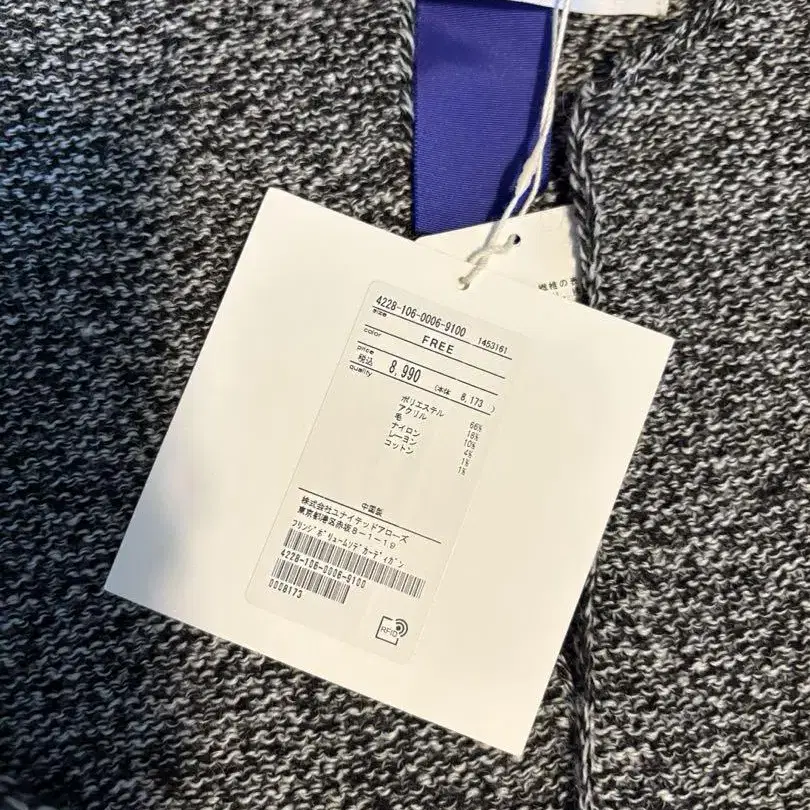 4228-106-0006-9100
size
1453161
FREE
color
price
税込 8,990 (本体 8,173 )
quality
ポリエステル 66%
アクリル 18%
毛 10%
ナイロン 4%
レーヨン 1%
コットン 1%
中国製
株式会社ユナイテッドアローズ
東京都港区赤坂8-1-19
フリンジボリュームリデカーディガン
4228-106-0006-9100
0008173
RFID